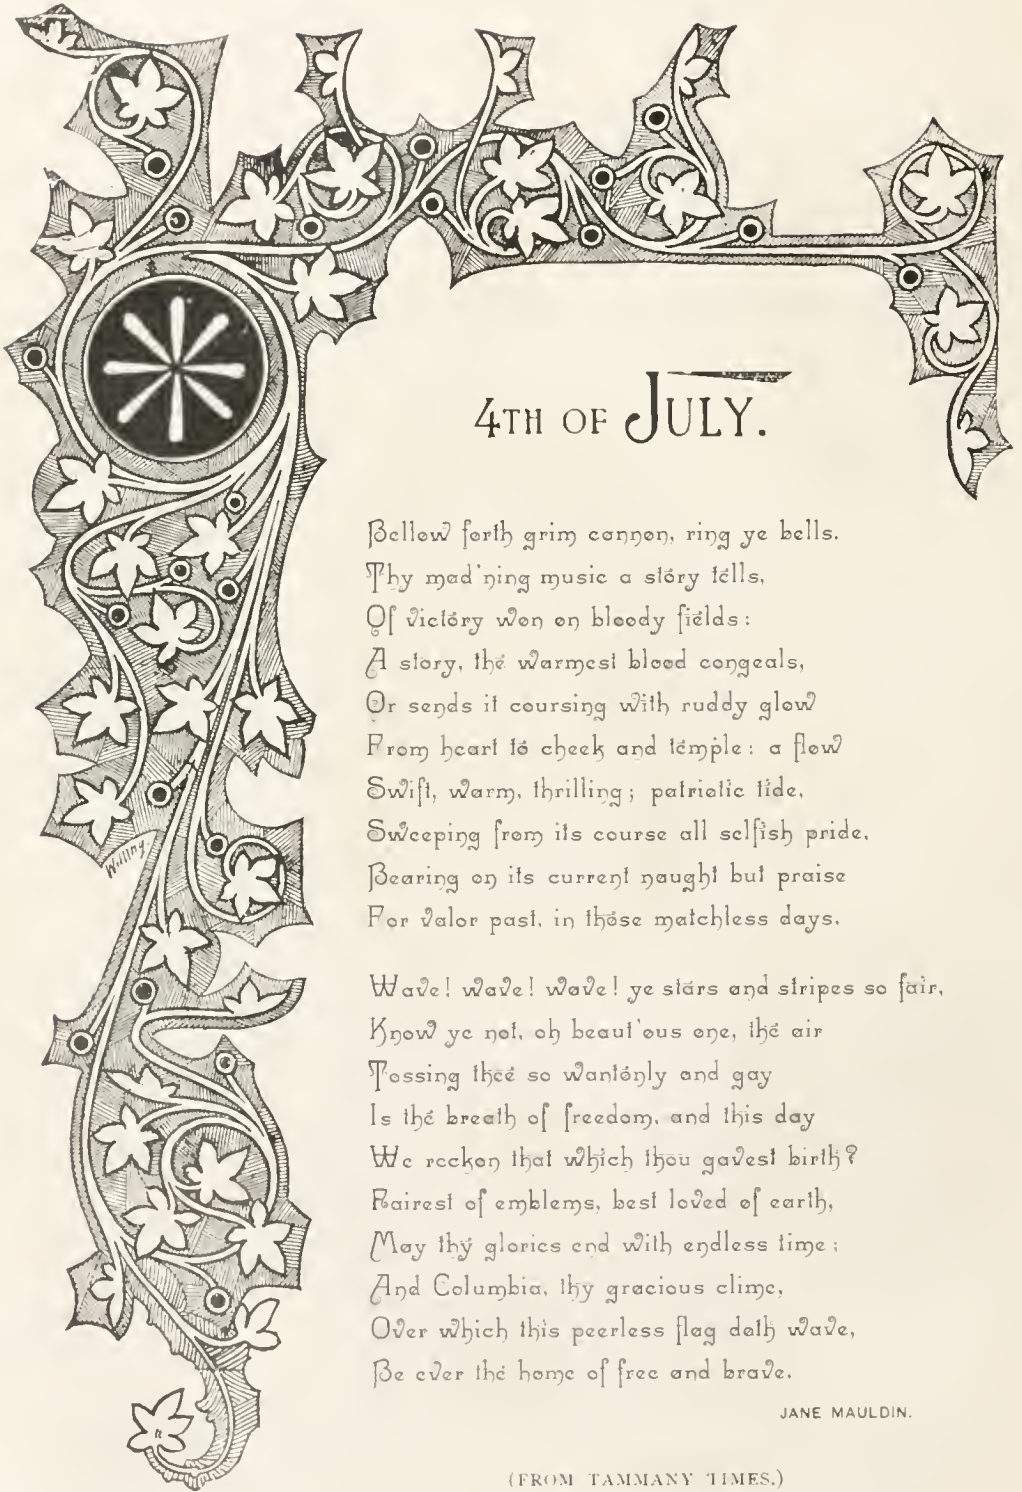 4TH OF JULY.
Bellow forth grim cannon, ring ye bells.
Thy mad'ning music a story tells,
Of victory won on bloody fields:
A story, the warmest blood congeals,
Or sends it coursing with ruddy glow
From heart to cheek and temple: a flow
Swift, warm, thrilling; patriotic tide,
Sweeping from its course all selfish pride,
Bearing on its current naught but praise
For valor past, in those matchless days.
Wave! wave! wave! ye stars and stripes so fair,
Know ye not, oh beaut'ous one, the air
Tossing thee so wantonly and gay
Is the breath of freedom, and this day
We reckon that which thou gavest birth?
Fairest of emblems, best loved of earth,
May thy glories end with endless time;
And Columbia, thy gracious clime,
Over which this peerless flag doth wave,
Be ever the home of free and brave.
JANE MAULDIN.
(FROM TAMMANY TIMES.)
Willing.